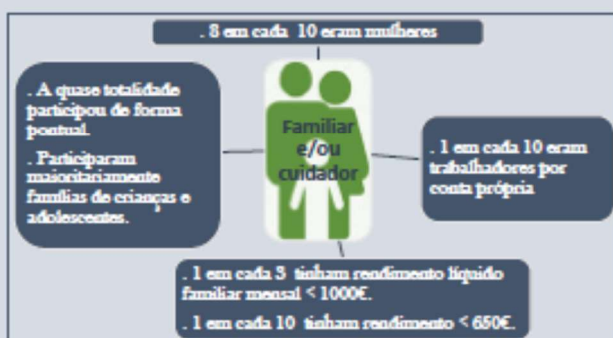 . 8 em cada 10 eram mulheres
. A quase totalidade
participou de forma
pontual.
. Participaram
maioritariamente
famílias de crianças e
adolescentes.
Familiar
e/ou
cuidador
. 1 em cada 10 eram
trabalhadores por
conta própria
. 1 em cada 3 tinham rendimento líquido
familiar mensal < 1000€.
. 1 em cada 10 tinham rendimento < 650€.